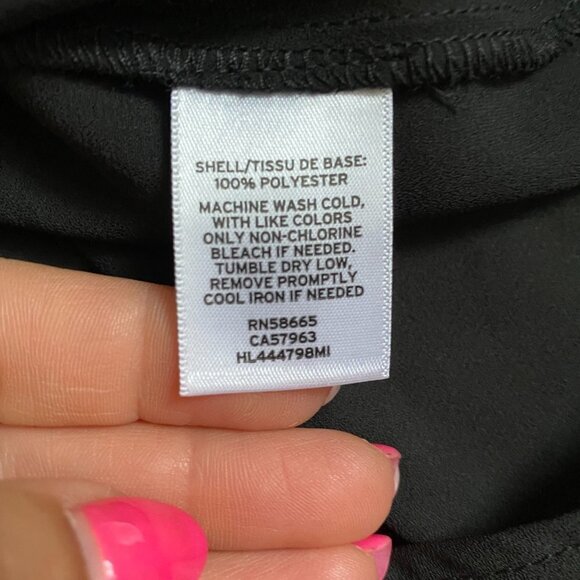 SHELL/TISSU DE BASE:
100% POLYESTER
MACHINE WASH COLD,
WITH LIKE COLORS
ONLY NON-CHLORINE
BLEACH IF NEEDED.
TUMBLE DRY LOW,
REMOVE PROMPTLY
COOL IRON IF NEEDED
RN58665
CA57963
HL444798MI